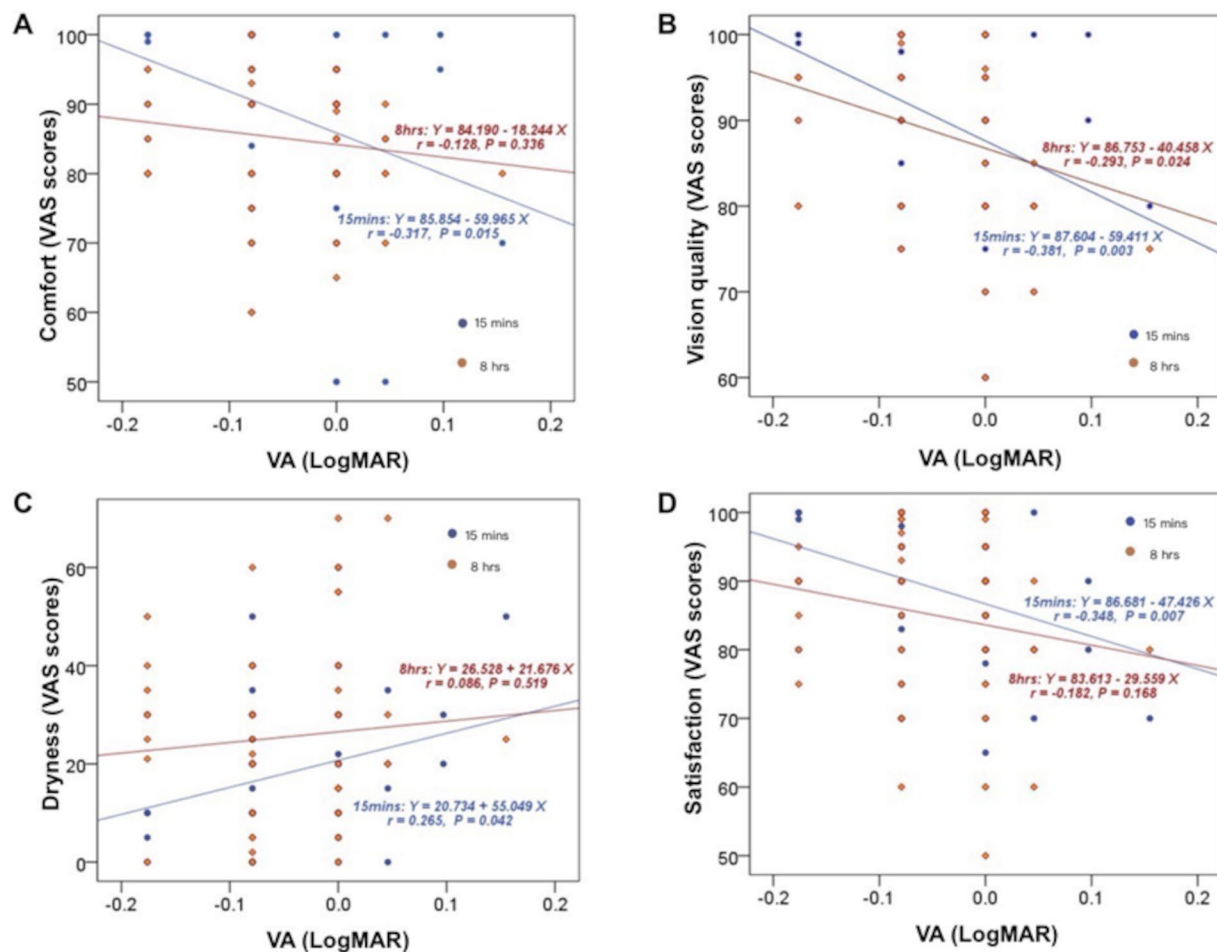 A
Comfort (VAS scores)
100
90
80
70
60
50
8hrs: Y = 84.190 - 18.244 X
r = -0.128, P = 0.336
15mins: Y = 85.854 - 59.965 X
r = -0.317, P = 0.015
15 mins
8 hrs
-0.2 -0.1 0.0 0.1 0.2
VA (LogMAR)
B
Vision quality (VAS scores)
100
90
80
70
60
8hrs: Y = 86.753 - 40.458 X
r = -0.293, P = 0.024
15mins: Y = 87.604 - 59.411 X
r = -0.381, P = 0.003
15 mins
8 hrs
-0.2 -0.1 0.0 0.1 0.2
VA (LogMAR)
C
Dryness (VAS scores)
60
40
20
0
15 mins
8 hrs
8hrs: Y = 26.528 + 21.676 X
r = 0.086, P = 0.519
15mins: Y = 20.734 + 55.049 X
r = 0.265, P = 0.042
-0.2 -0.1 0.0 0.1 0.2
VA (LogMAR)
D
Satisfaction (VAS scores)
100
90
80
70
60
50
15 mins
8 hrs
15mins: Y = 86.681 - 47.426 X
r = -0.348, P = 0.007
8hrs: Y = 83.613 - 29.559 X
r = -0.182, P = 0.168
-0.2 -0.1 0.0 0.1 0.2
VA (LogMAR)